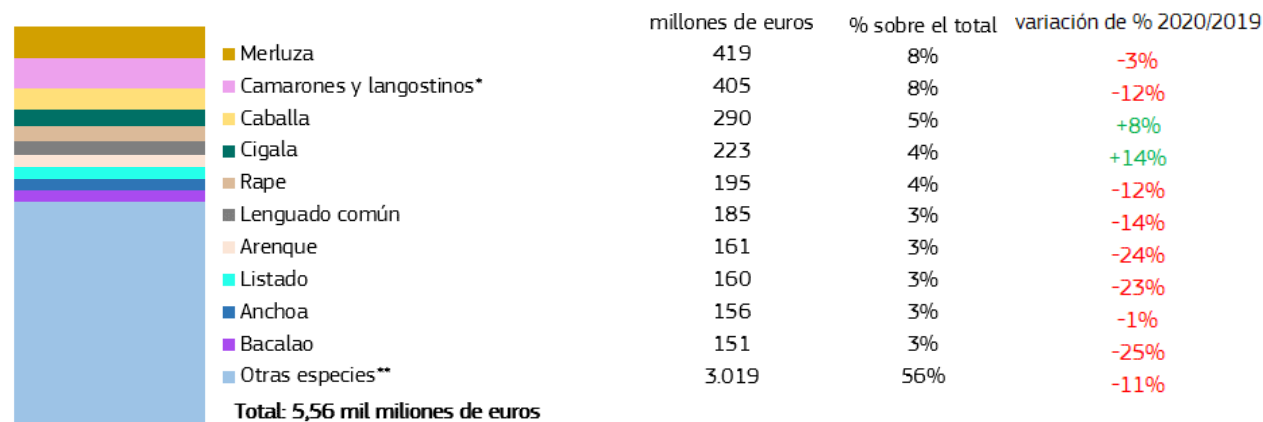 millones de euros % sobre el total variación de % 2020/2019
Merluza 419 8% -3%
Camarones y langostinos* 405 8% -12%
Caballa 290 5% +8%
Cigala 223 4% +14%
Rape 195 4% -12%
Lenguado común 185 3% -14%
Arenque 161 3% -24%
Listado 160 3% -23%
Anchoa 156 3% -1%
Bacalao 151 3% -25%
Otras especies** 3.019 56% -11%
Total: 5,56 mil miliones de euros